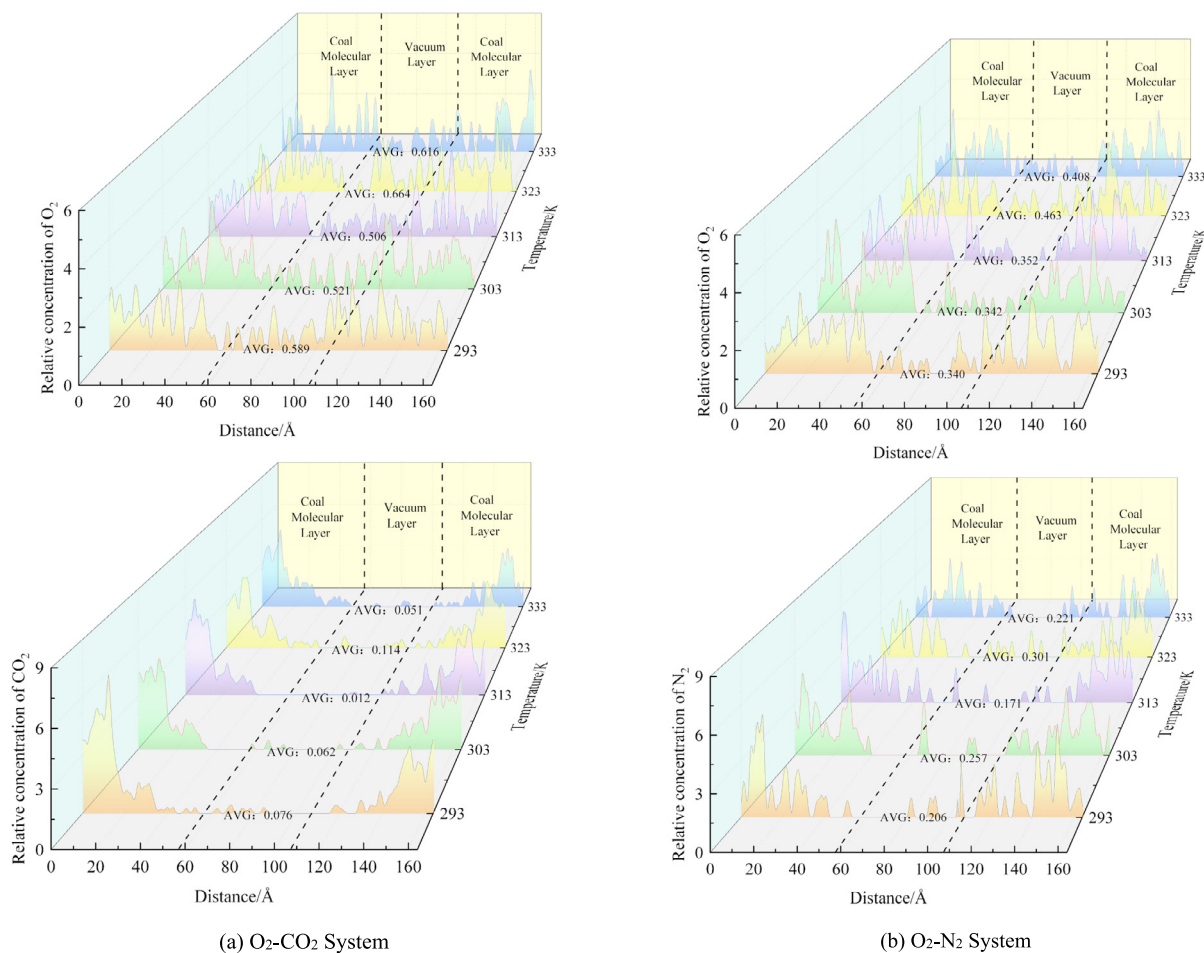 Coal
Molecular
Layer
Vacuum
Layer
Coal
Molecular
Layer
AVG: 0.616
AVG: 0.664
AVG: 0.506
AVG: 0.521
AVG: 0.589
333
323
313
303
293
Temperature/K
Relative concentration of O2
6
4
2
0
0 20 40 60 80 100 120 140 160
Distance/Å
Coal
Molecular
Layer
Vacuum
Layer
Coal
Molecular
Layer
AVG: 0.408
AVG: 0.463
AVG: 0.352
AVG: 0.342
AVG: 0.340
333
323
313
303
293
Temperature/K
Relative concentration of O2
6
4
2
0
0 20 40 60 80 100 120 140 160
Distance/Å
Coal
Molecular
Layer
Vacuum
Layer
Coal
Molecular
Layer
AVG: 0.051
AVG: 0.114
AVG: 0.012
AVG: 0.062
AVG: 0.076
333
323
313
303
293
Temperature/K
Relative concentration of CO2
9
6
3
0
0 20 40 60 80 100 120 140 160
Distance/Å
(a) O2-CO2 System
Coal
Molecular
Layer
Vacuum
Layer
Coal
Molecular
Layer
AVG: 0.221
AVG: 0.301
AVG: 0.171
AVG: 0.257
AVG: 0.206
333
323
313
303
293
Temperature/K
Relative concentration of N2
9
6
3
0
0 20 40 60 80 100 120 140 160
Distance/Å
(b) O2-N2 System